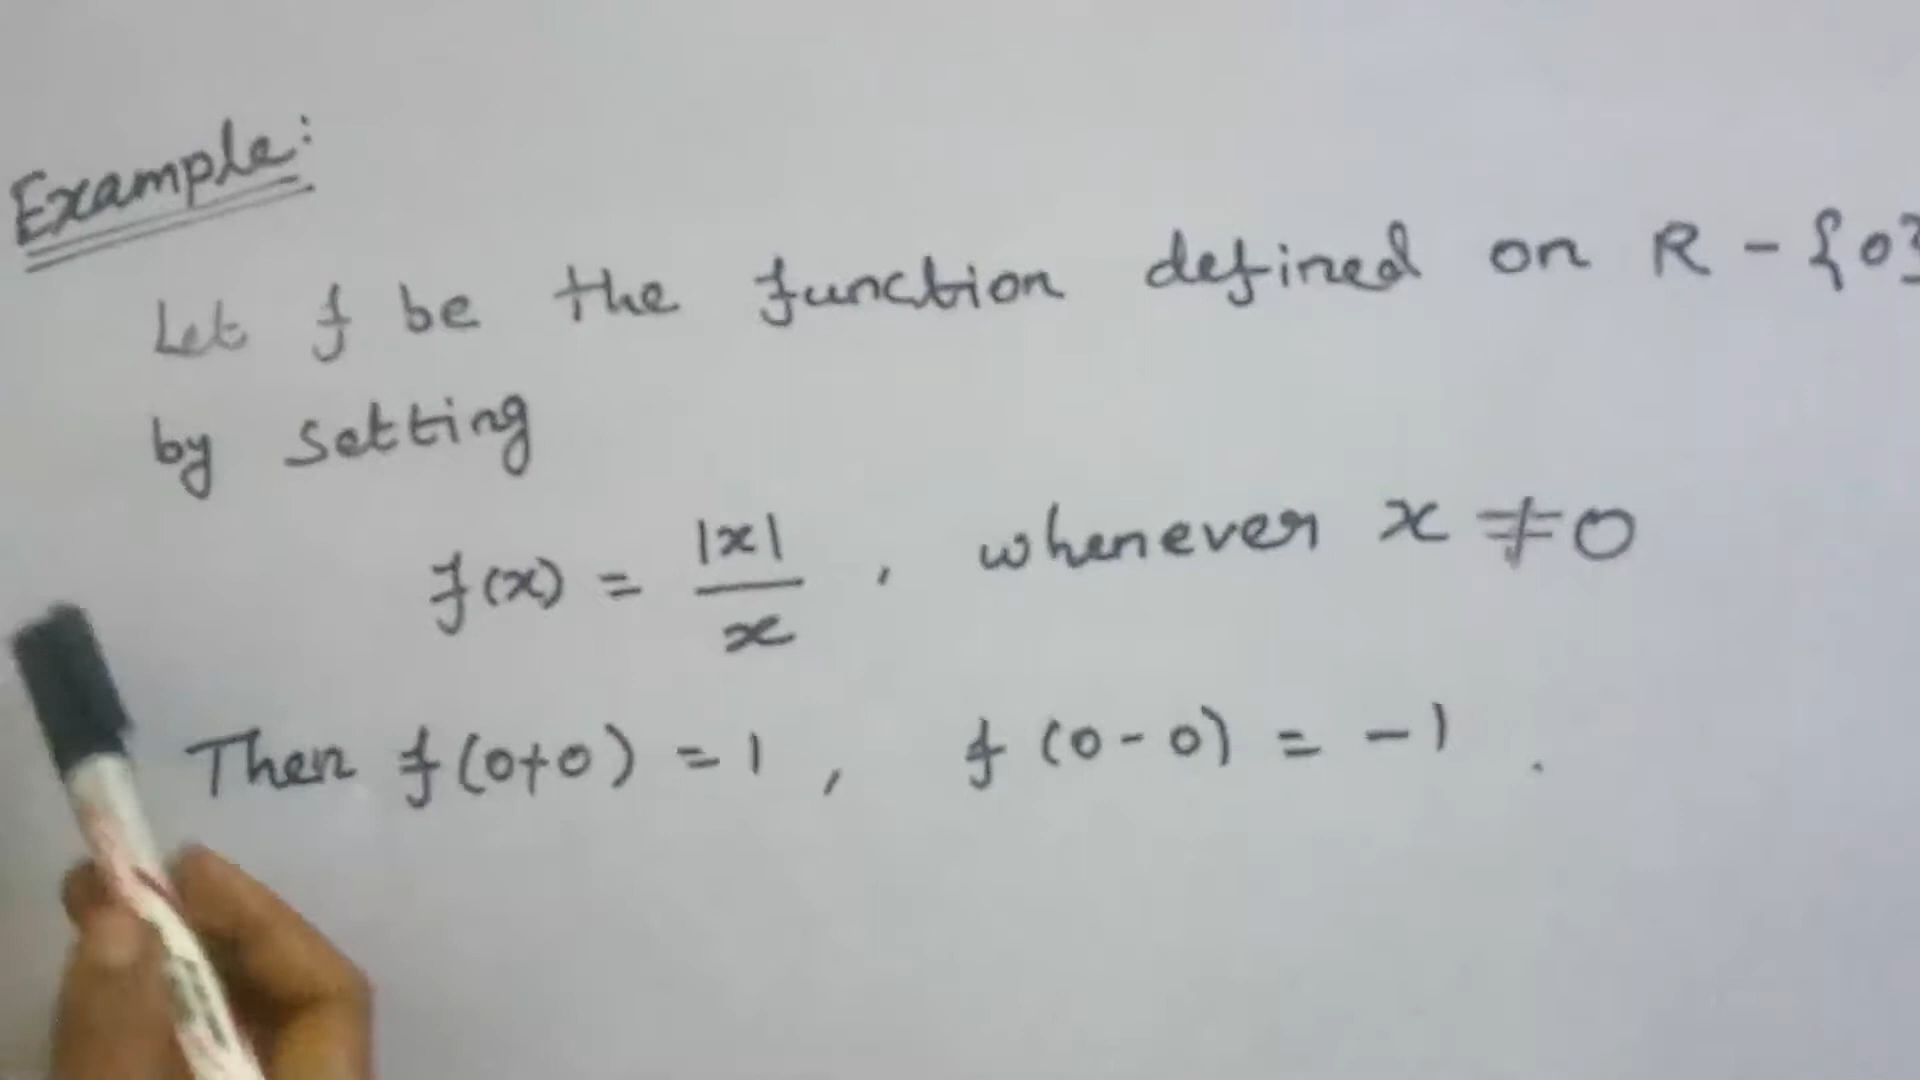 Example:
Let f be the function defined on R - {0}
by setting
f(x) = |x| / x , whenever x ≠ 0
Then f(0+0) = 1 , f(0-0) = -1 .